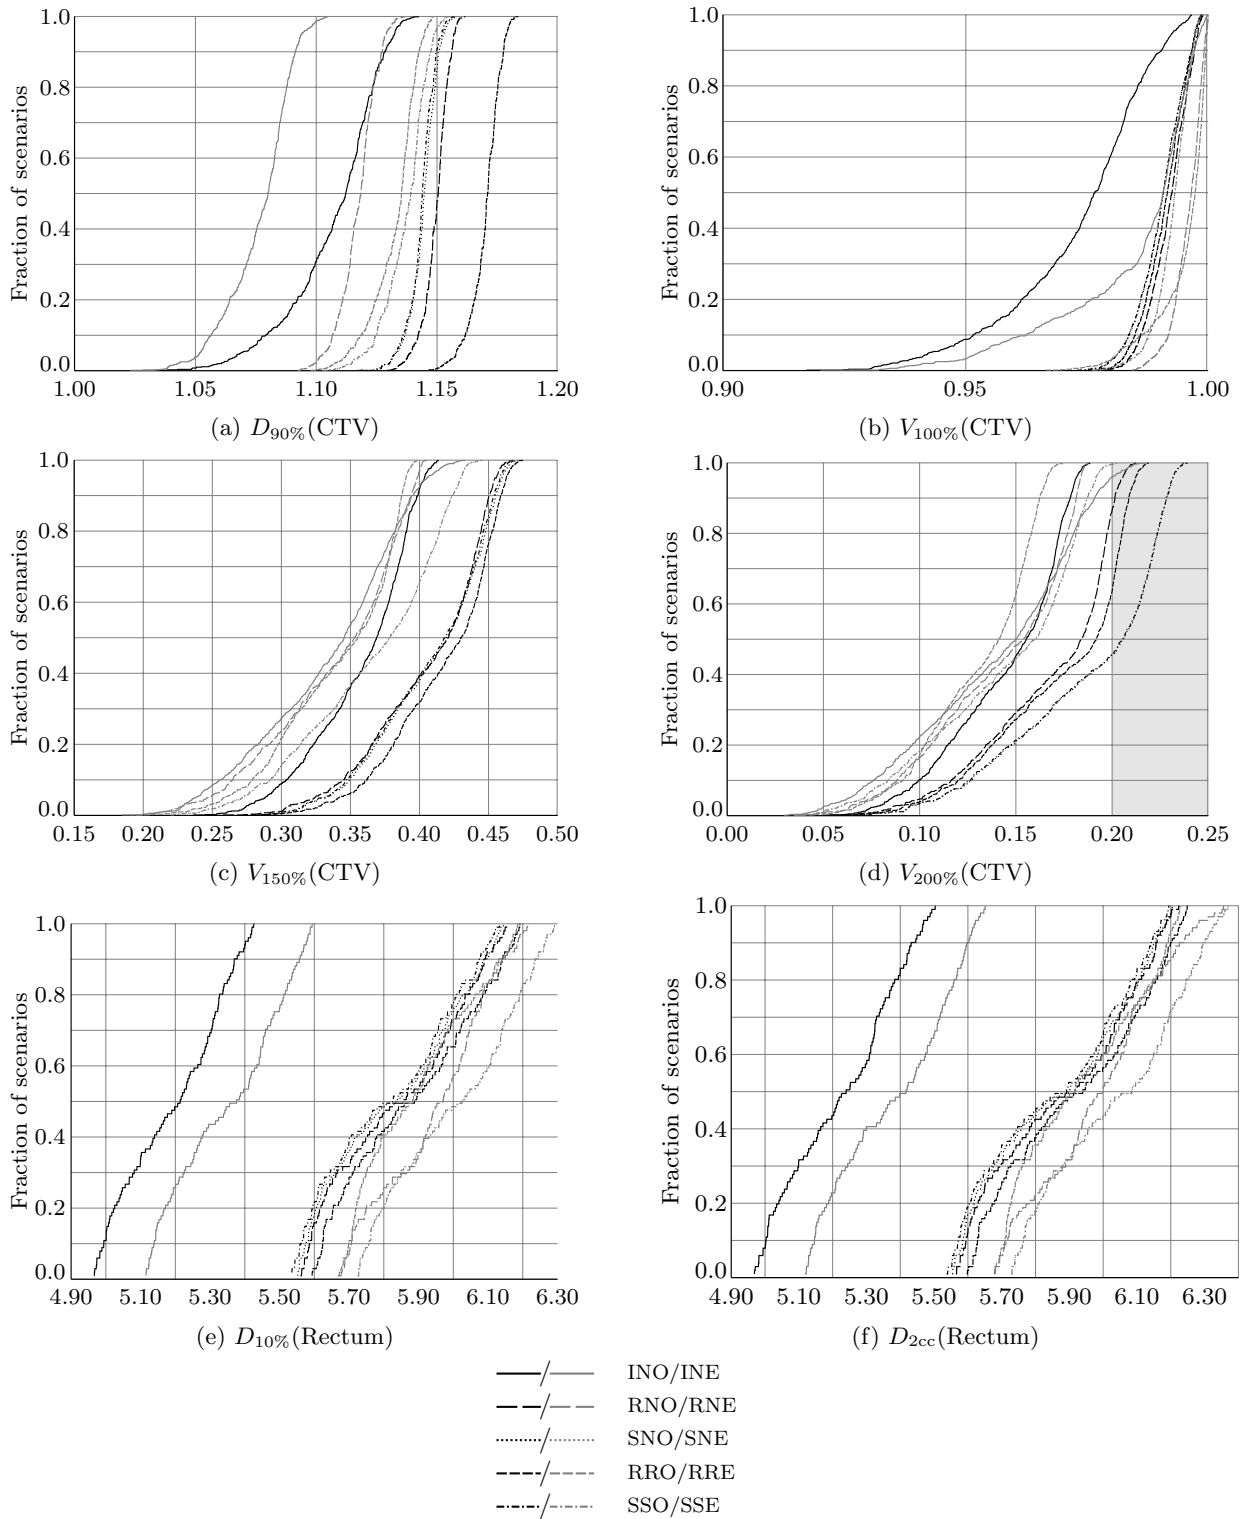 1.0
0.8
0.6
0.4
0.2
0.0
Fraction of scenarios
1.00 1.05 1.10 1.15 1.20
(a) D90%(CTV)
1.0
0.8
0.6
0.4
0.2
0.0
Fraction of scenarios
0.90 0.95 1.00
(b) V100%(CTV)
1.0
0.8
0.6
0.4
0.2
0.0
Fraction of scenarios
0.15 0.20 0.25 0.30 0.35 0.40 0.45 0.50
(c) V150%(CTV)
1.0
0.8
0.6
0.4
0.2
0.0
Fraction of scenarios
0.00 0.05 0.10 0.15 0.20 0.25
(d) V200%(CTV)
1.0
0.8
0.6
0.4
0.2
0.0
Fraction of scenarios
4.90 5.10 5.30 5.50 5.70 5.90 6.10 6.30
(e) D10%(Rectum)
1.0
0.8
0.6
0.4
0.2
0.0
Fraction of scenarios
4.90 5.10 5.30 5.50 5.70 5.90 6.10 6.30
(f) D2cc(Rectum)
INO/INE
RNO/RNE
SNO/SNE
RRO/RRE
SSO/SSE